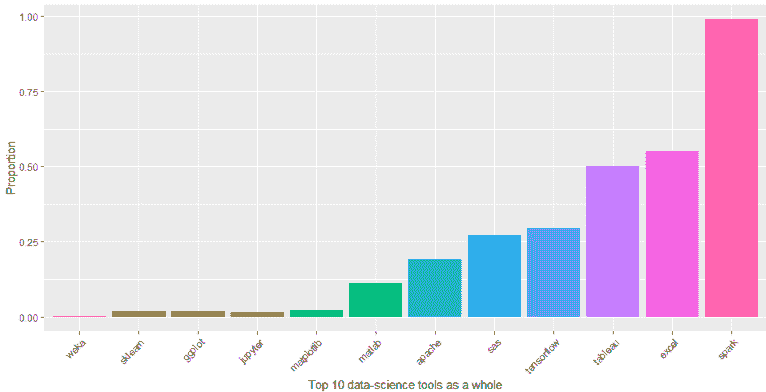 1.00
0.75
0.50
0.25
0.00
Proportion
weka
sklearn
ggplot
jupyter
matplotlib
matlab
apache
sas
tensorflow
tableau
excel
spark
Top 10 data-science tools as a whole